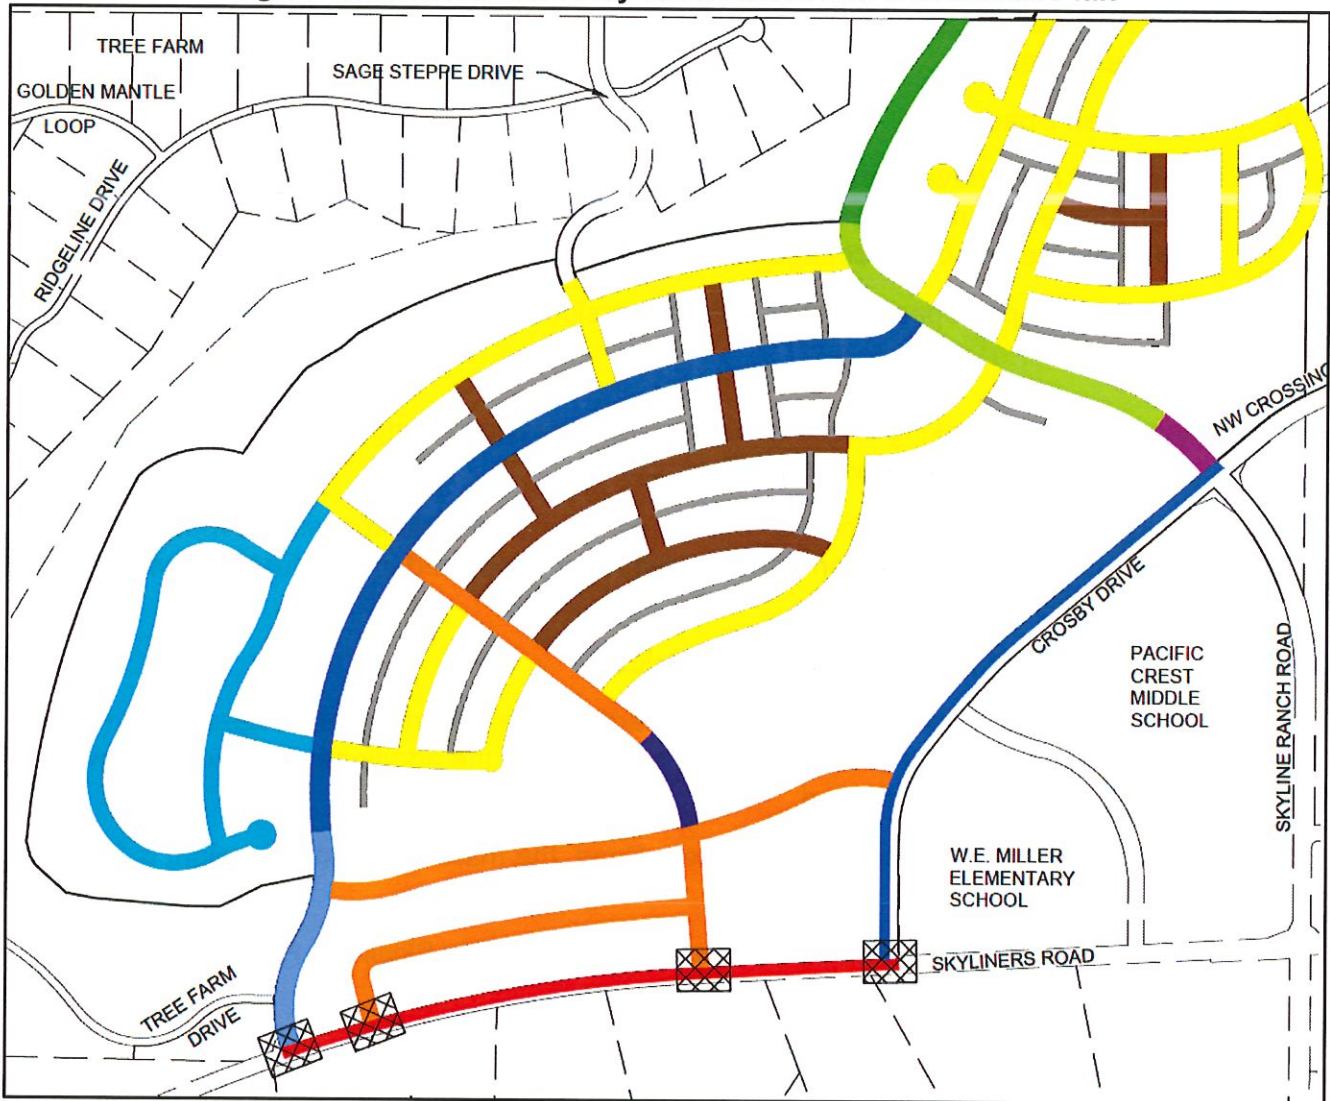 TREE FARM
SAGE STEPPE DRIVE
GOLDEN MANTLE
LOOP
RIDGELINE DRIVE
NW CROSSING
CROSBY DRIVE
PACIFIC
CREST
MIDDLE
SCHOOL
SKYLINE RANCH ROAD
W.E. MILLER
ELEMENTARY
SCHOOL
SKYLINERS ROAD
TREE FARM
DRIVE